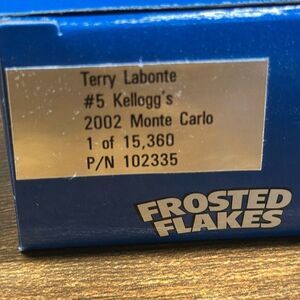 Terry Labonte
#5 Kellogg's
2002 Monte Carlo
1 of 15,360
P/N 102335
FROSTED
FLAKES